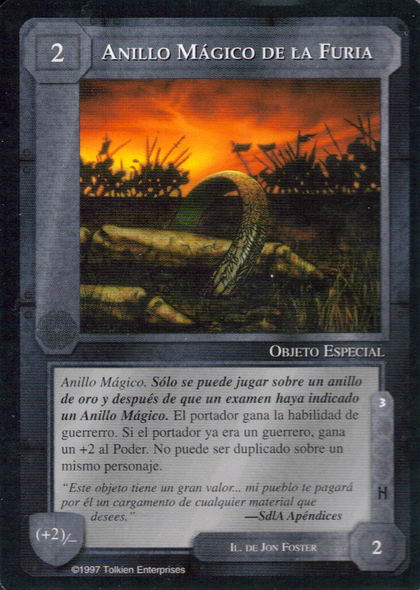 2
ANILLO MÁGICO DE LA FURIA
OBJETO ESPECIAL
Anillo Mágico. Sólo se puede jugar sobre un anillo
de oro y después de que un examen haya indicado
un Anillo Mágico. El portador gana la habilidad de
guerrerro. Si el portador ya era un guerrero, gana
un +2 al Poder. No puede ser duplicado sobre un
mismo personaje.
“Este objeto tiene un gran valor... mi pueblo te pagará
por él un cargamento de cualquier material que
desees.” —SdlA Apéndices
3
(+2)/–
IL. DE JON FOSTER
2
©1997 Tolkien Enterprises